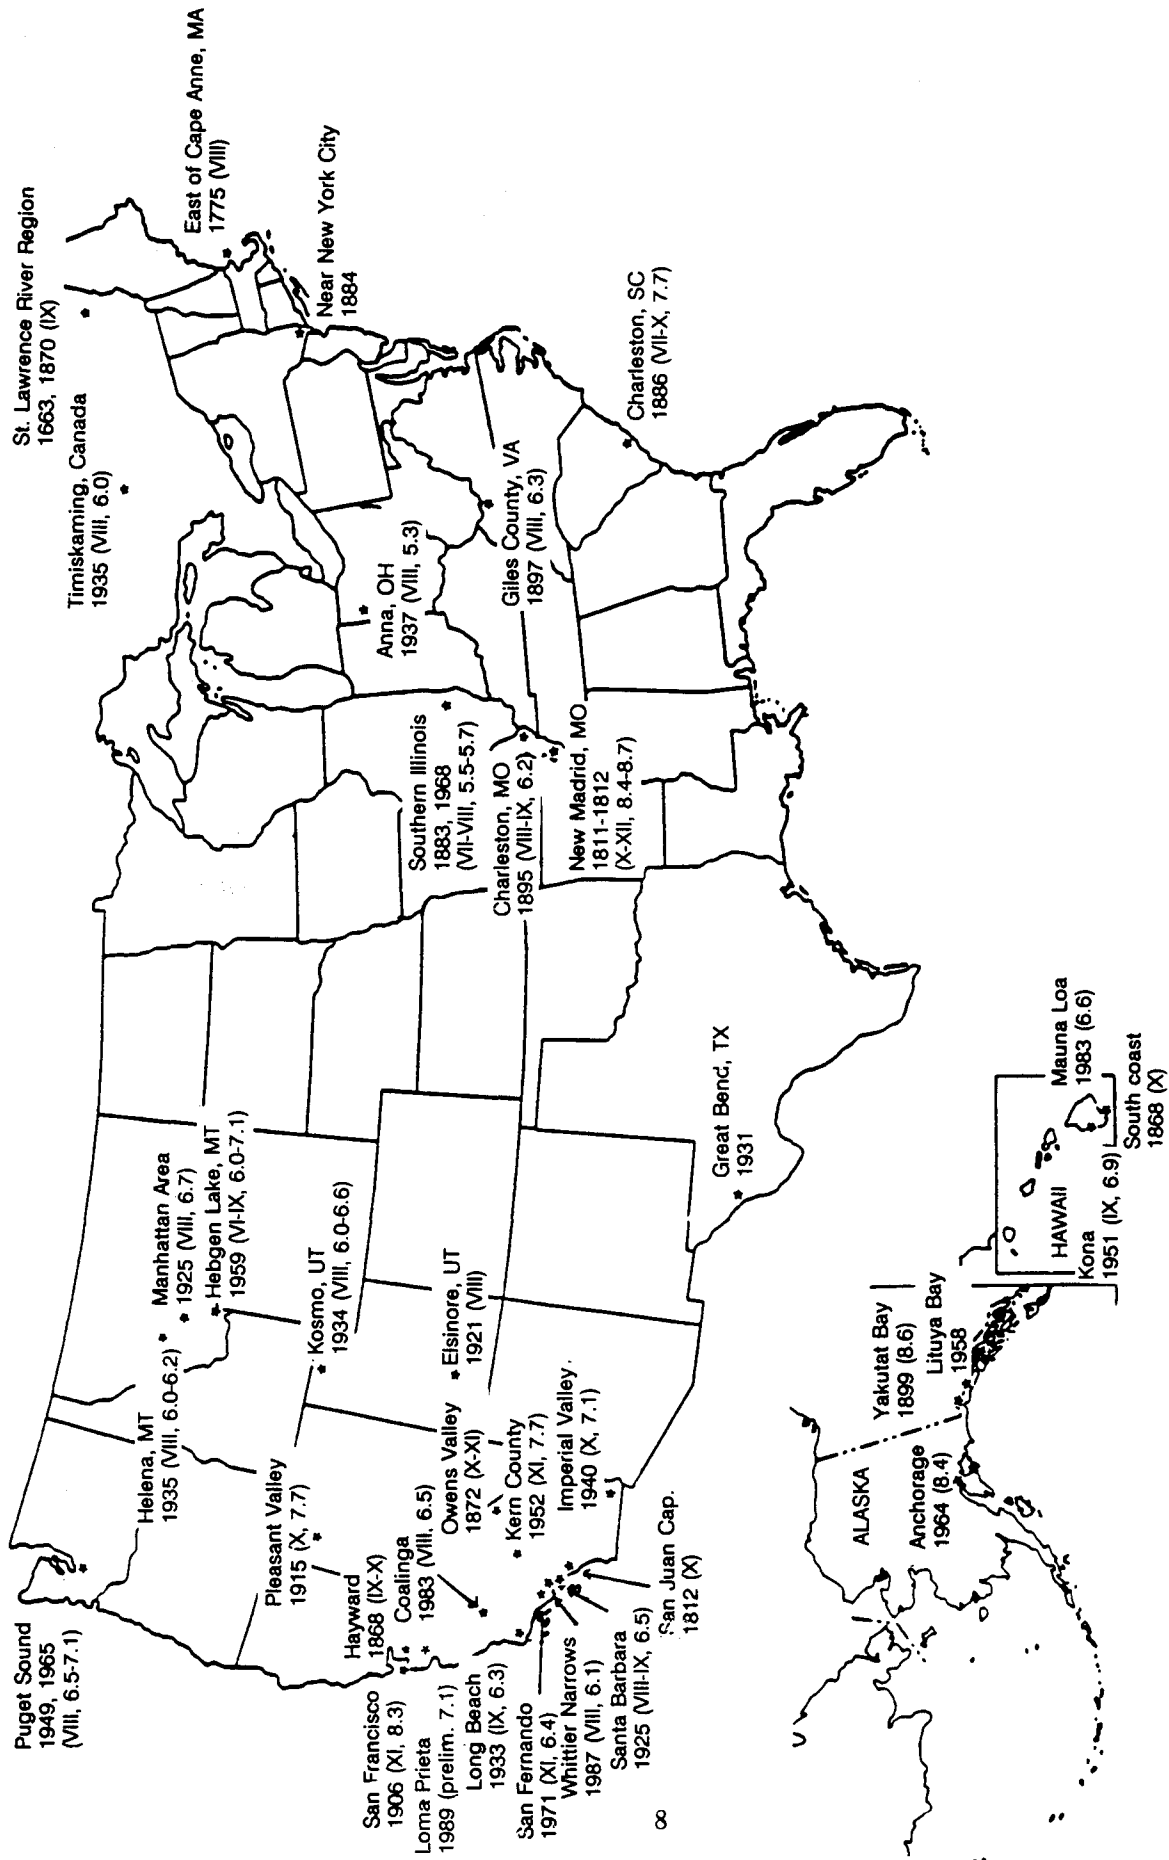 Puget Sound
1949, 1965
(VIII, 6.5-7.1)
Helena, MT
1935 (VIII, 6.0-6.2)
Manhattan Area
1925 (VIII, 6.7)
Hebgen Lake, MT
1959 (VI-IX, 6.0-7.1)
Timiskaming, Canada
1935 (VIII, 6.0)
St. Lawrence River Region
1663, 1870 (IX)
East of Cape Anne, MA
1775 (VIII)
Near New York City
1884
Pleasant Valley
1915 (X, 7.7)
Kosmo, UT
1934 (VIII, 6.0-6.6)
Anna, OH
1937 (VIII, 5.3)
Hayward
1868 (IX-X)
Coalinga
1983 (VIII, 6.5)
Owens Valley
1872 (X-XI)
Elsinore, UT
1921 (VIII)
Southern Illinois
1883, 1968
(VII-VIII, 5.5-5.7)
Charleston, MO
1895 (VIII-IX, 6.2)
Giles County, VA
1897 (VIII, 6.3)
Charleston, SC
1886 (VII-X, 7.7)
San Francisco
1906 (XI, 8.3)
Loma Prieta
1989 (prelim. 7.1)
Long Beach
1933 (IX, 6.3)
San Fernando
1971 (XI, 6.4)
Whittier Narrows
1987 (VIII, 6.1)
Santa Barbara
1925 (VIII-IX, 6.5)
San Juan Cap.
1812 (X)
Kern County
1952 (XI, 7.7)
Imperial Valley,
1940 (X, 7.1)
New Madrid, MO
1811-1812
(X-XII, 8.4-8.7)
Great Bend, TX
1931
8
ALASKA
Anchorage
1964 (8.4)
Yakutat Bay
1899 (8.6)
Lituya Bay
1958
HAWAII
Kona
1951 (IX, 6.9)
Mauna Loa
1983 (6.6)
South coast
1868 (X)